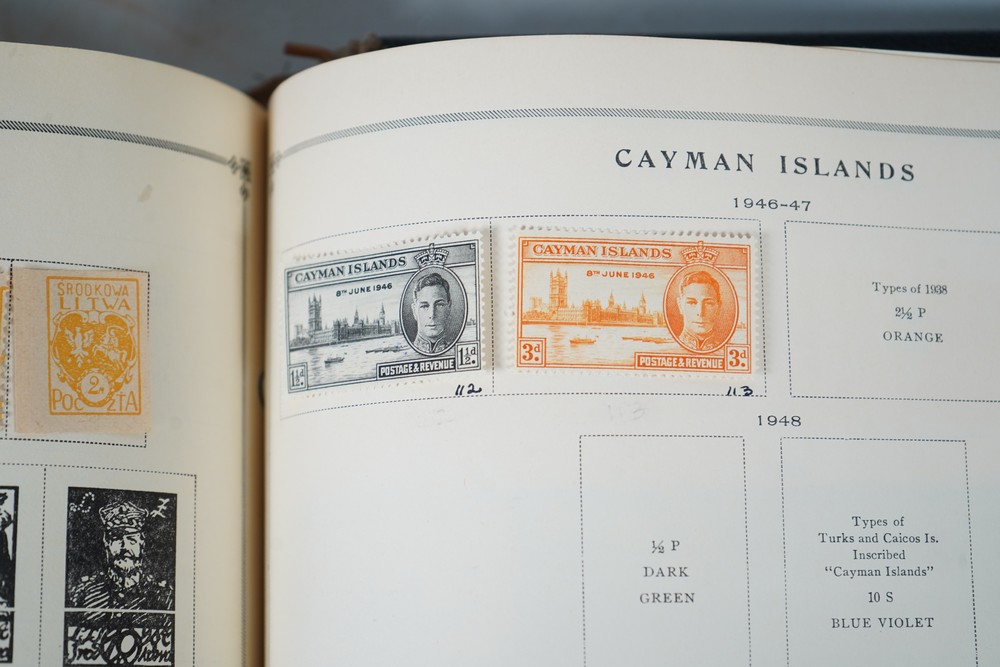 ŚRODKOWA
LITWA
2
POCZTA
CAYMAN ISLANDS
1946-47
CAYMAN ISLANDS
8TH JUNE 1946
1½D.
1½D.
POSTAGE & REVENUE
112
CAYMAN ISLANDS
8TH JUNE 1946
3D.
3D.
POSTAGE & REVENUE
113
Types of 1938
2½ P
ORANGE
1948
½ P
DARK
GREEN
Types of
Turks and Caicos Is.
Inscribed
"Cayman Islands"
10 S
BLUE VIOLET